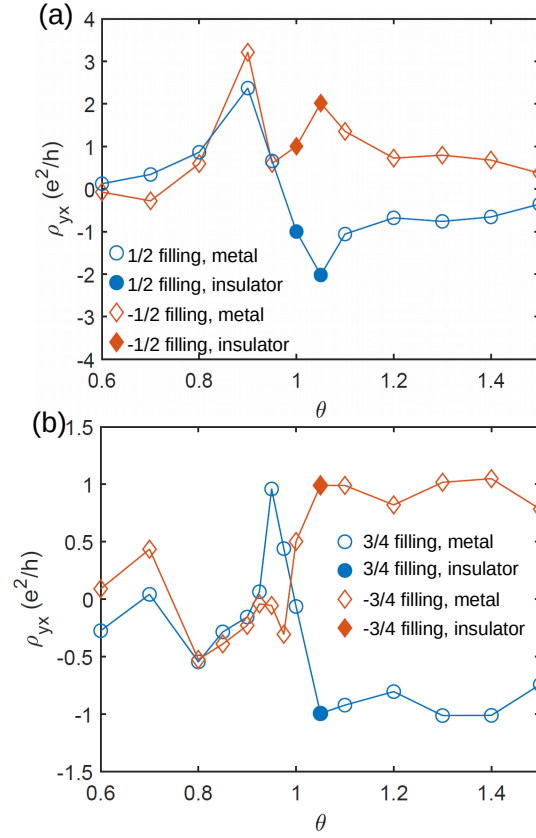 (a)
4
3
2
1
0
-1
-2
-3
-4
ρyx (e²/h)
1/2 filling, metal
1/2 filling, insulator
-1/2 filling, metal
-1/2 filling, insulator
0.6 0.8 1 1.2 1.4
θ
(b)
1.5
1
0.5
0
-0.5
-1
-1.5
ρyx (e²/h)
3/4 filling, metal
3/4 filling, insulator
-3/4 filling, metal
-3/4 filling, insulator
0.6 0.8 1 1.2 1.4
θ